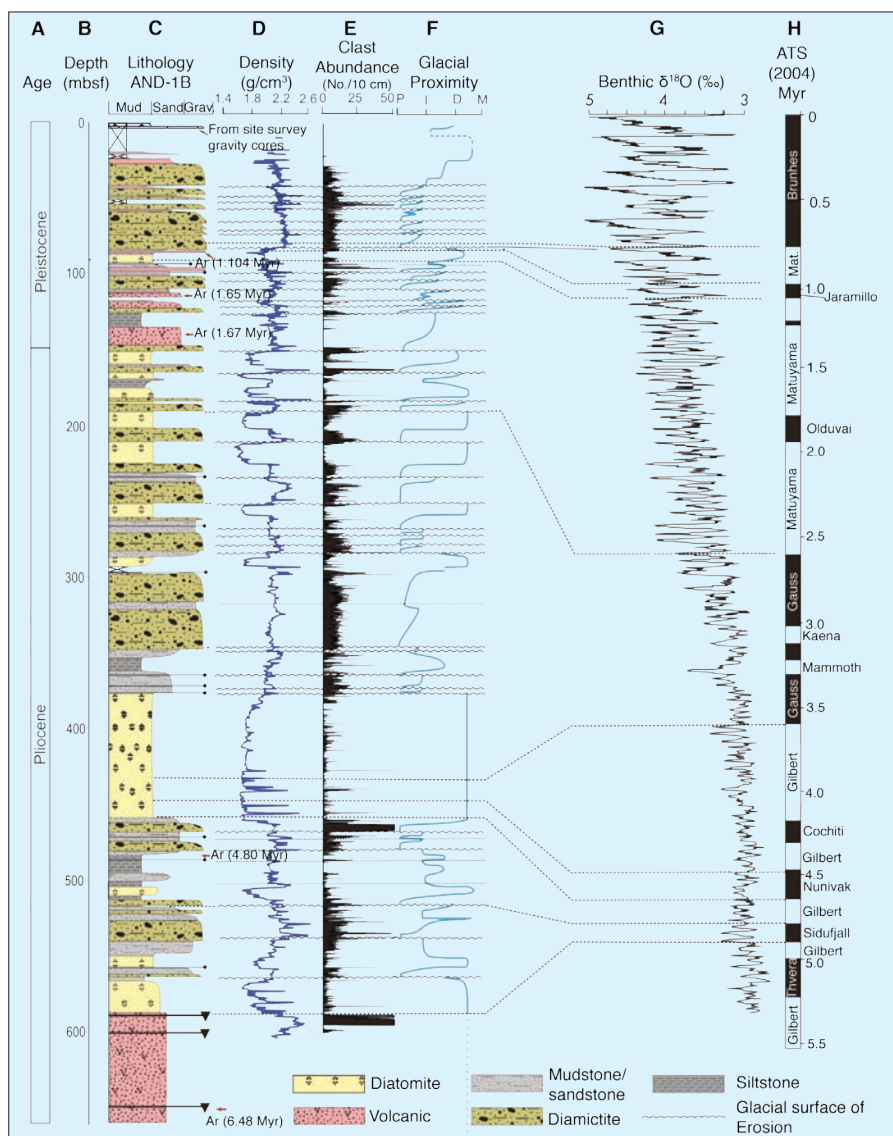 A B C D E F G H
Age
Depth
(mbsf)
Lithology
AND-1B
Mud Sand Grav.
Density
(g/cm³)
1.4 1.8 2.2 2.6
Clast
Abundance
(No./10 cm)
0 25 50
Glacial
Proximity
P I D M
Benthic δ¹⁸O (‰)
5 4 3
ATS
(2004)
Myr
Pleistocene
Pliocene
0
100
200
300
400
500
600
From site survey
gravity cores
Ar (1.104 Myr)
Ar (1.65 Myr)
Ar (1.67 Myr)
Ar (4.80 Myr)
Ar (6.48 Myr)
0
Brunhes
0.5
Mat.
1.0
Jaramillo
Matuyama
1.5
Olduvai
2.0
Matuyama
2.5
Gauss
3.0
Kaena
Mammoth
Gauss
3.5
Gilbert
4.0
Cochiti
Gilbert
4.5
Nunivak
Gilbert
Sidufjall
Gilbert
5.0
Thvera
Gilbert
5.5
Diatomite
Mudstone/
sandstone
Siltstone
Volcanic
Diamictite
Glacial surface of
Erosion